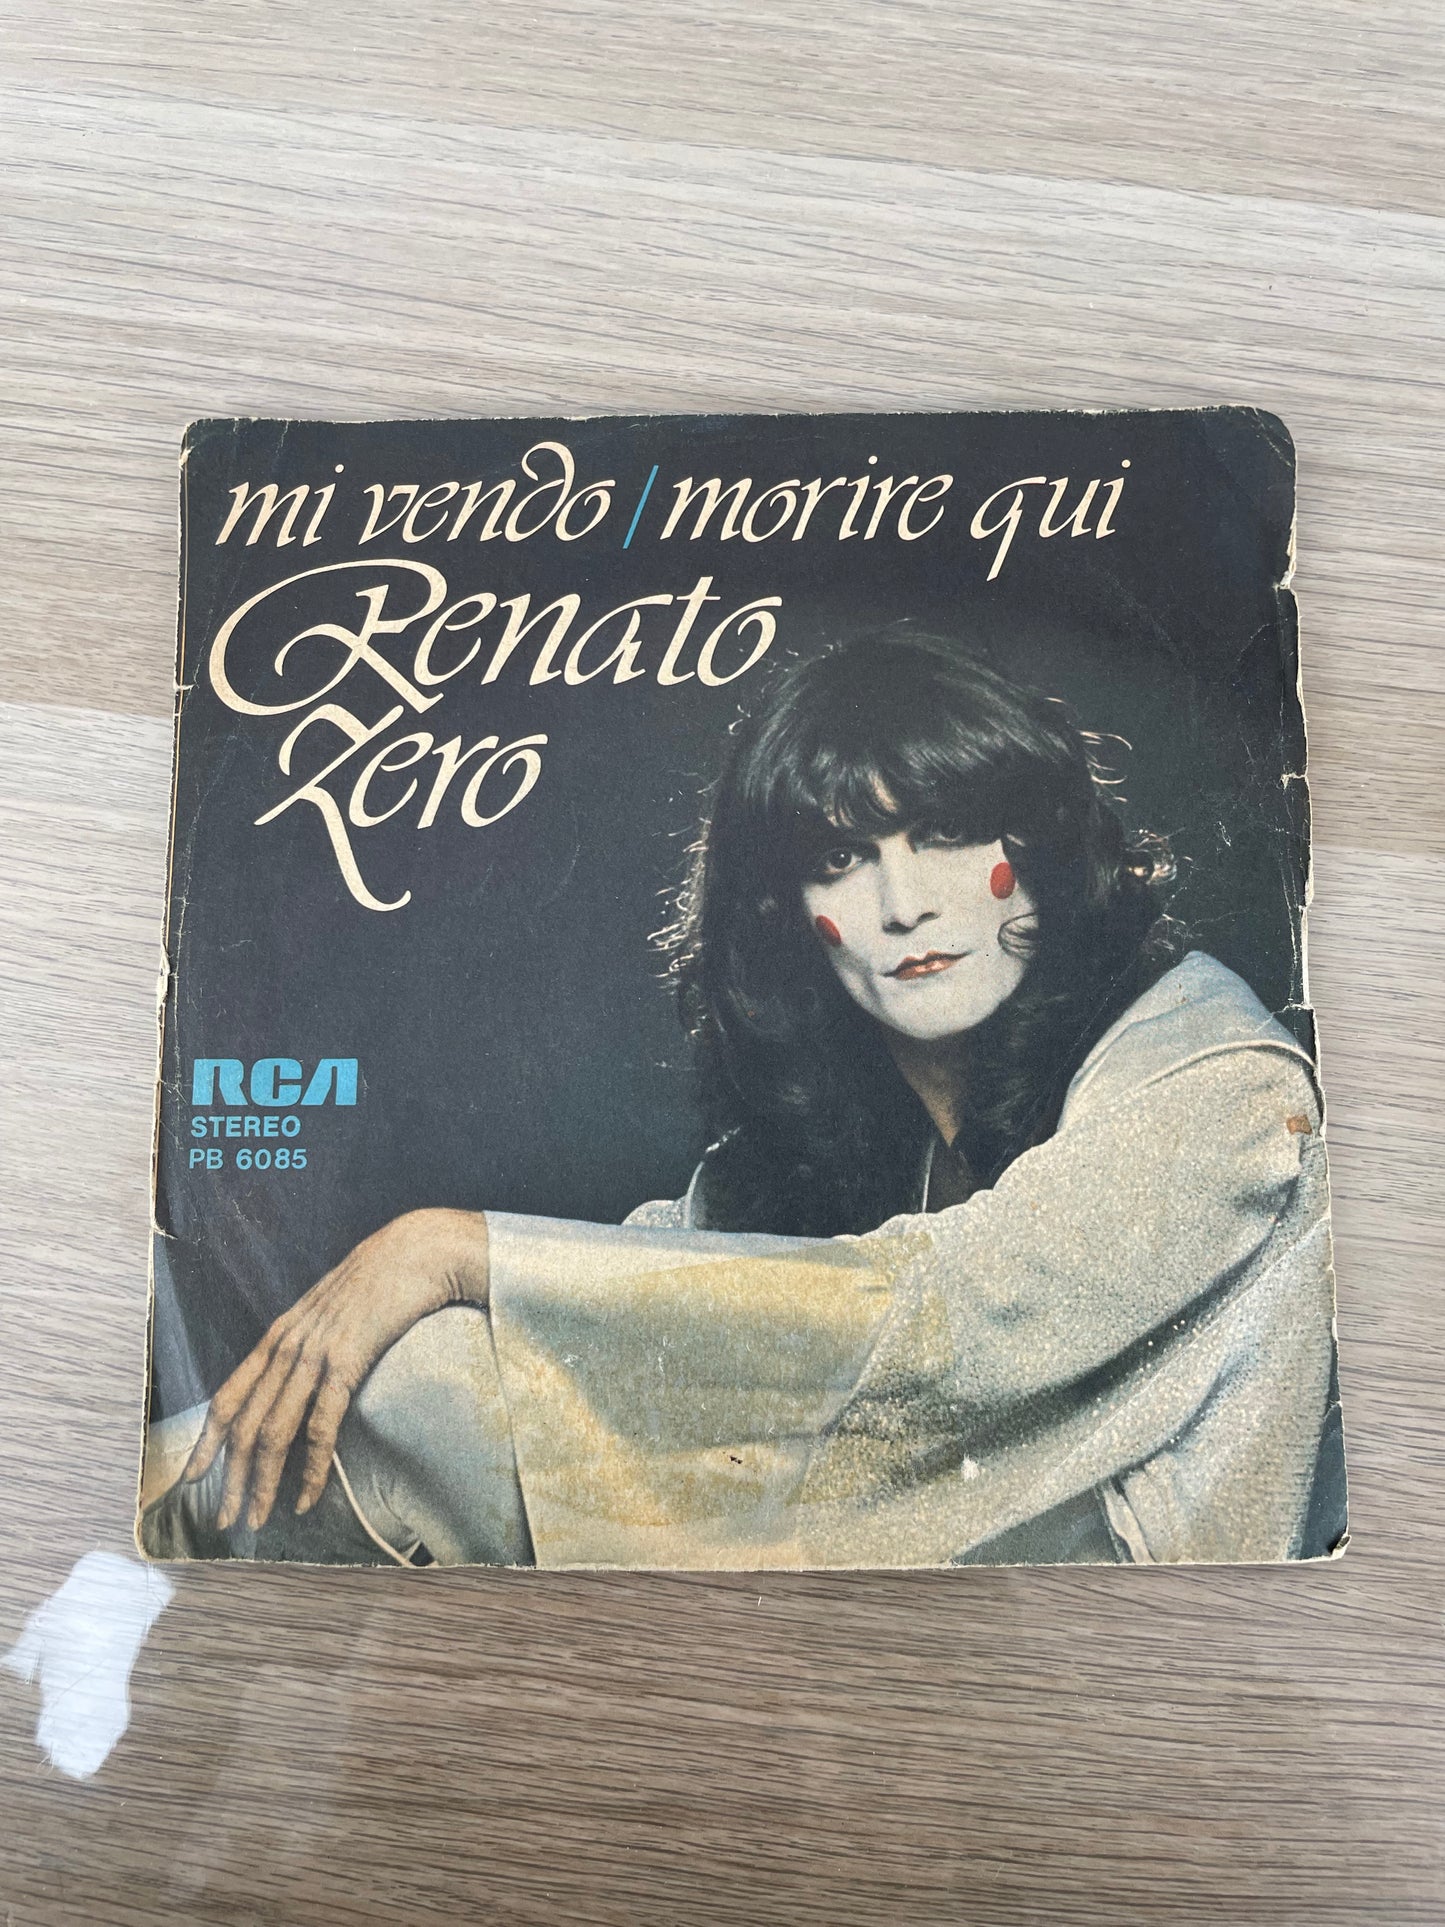 mi vendo / morire qui
Renato
Zero
RCA
STEREO
PB 6085